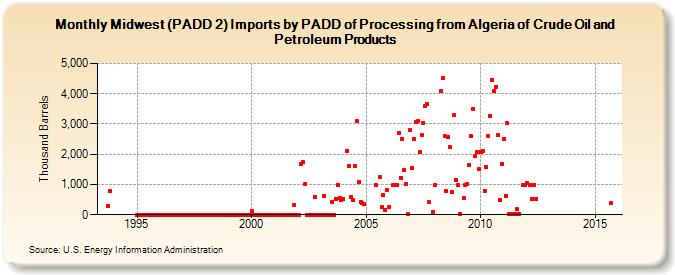 Monthly Midwest (PADD 2) Imports by PADD of Processing from Algeria of Crude Oil and
Petroleum Products
Thousand Barrels
5,000
4,000
3,000
2,000
1,000
0
1995
2000
2005
2010
2015
Source: U.S. Energy Information Administration